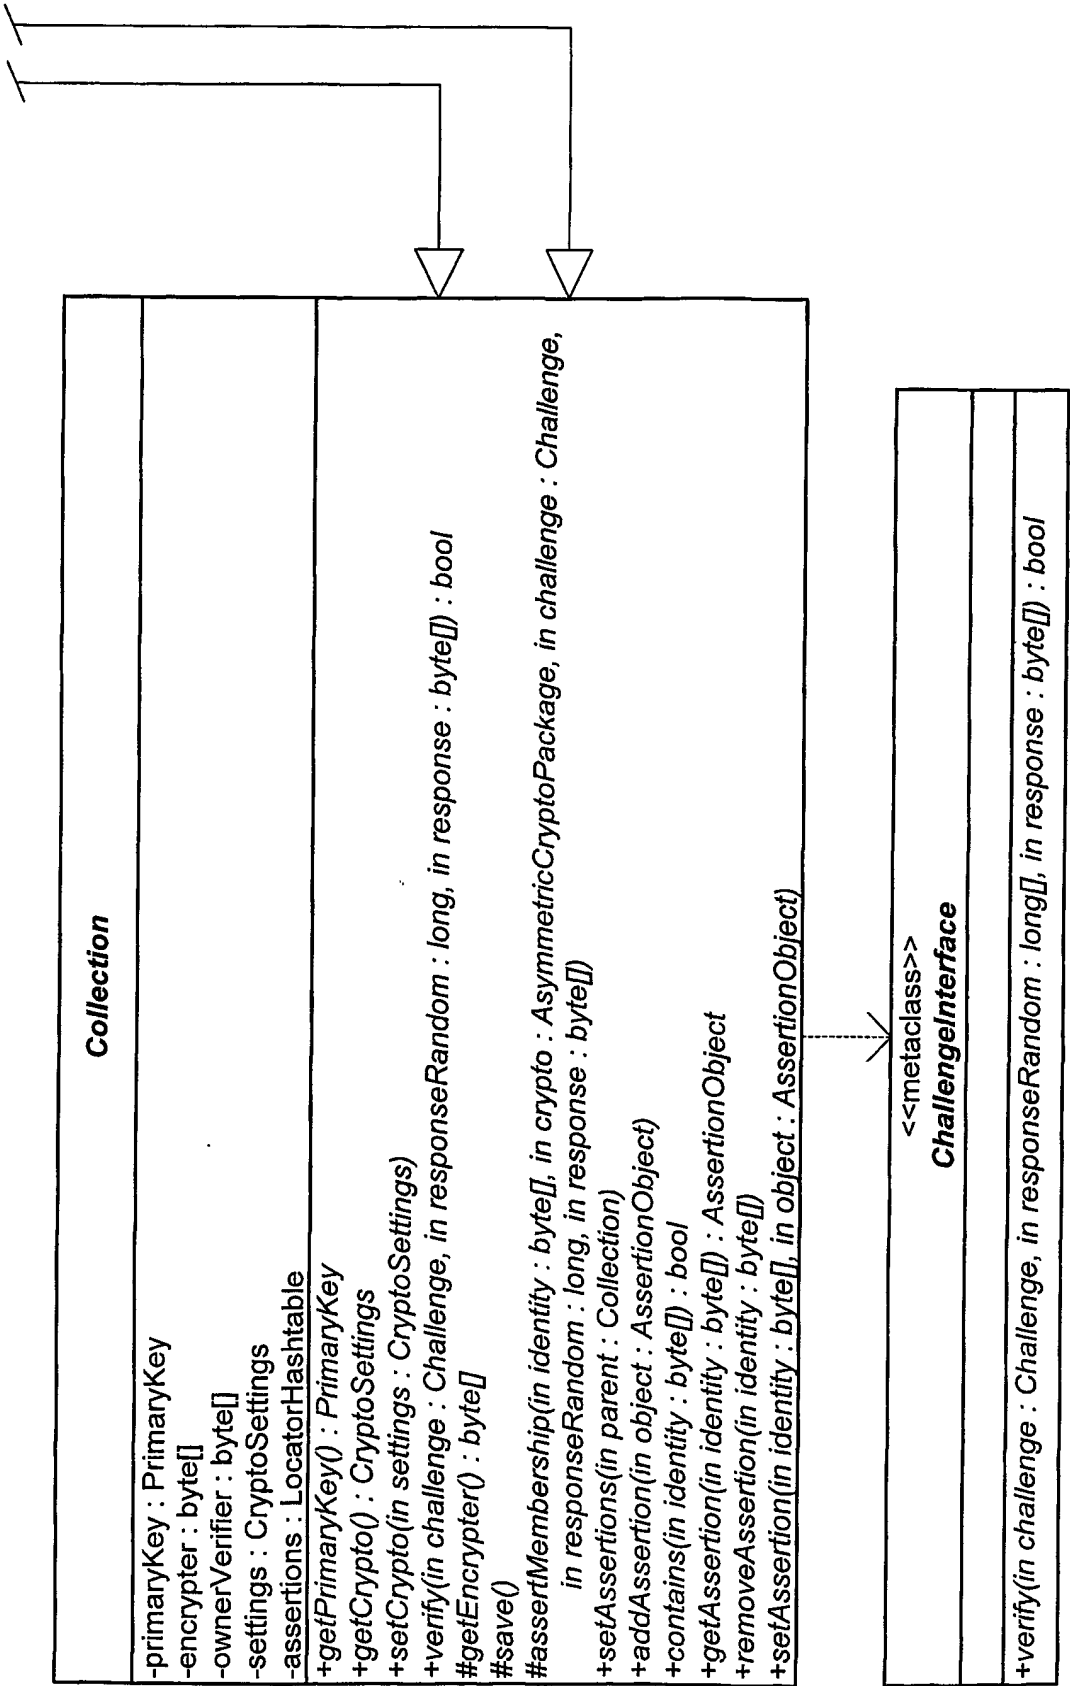 Collection
-primaryKey : PrimaryKey
-encrypter : byte[]
-ownerVerifier : byte[]
-settings : CryptoSettings
-assertions : LocatorHashtable
+getPrimaryKey() : PrimaryKey
+getCrypto() : CryptoSettings
+setCrypto(in settings : CryptoSettings)
+verify(in challenge : Challenge, in responseRandom : long, in response : byte[]) : bool
#getEncrypter() : byte[]
#save()
#assertMembership(in identity : byte[], in crypto : AsymmetricCryptoPackage, in challenge : Challenge,
in responseRandom : long, in response : byte[])
+setAssertions(in parent : Collection)
+addAssertion(in object : AssertionObject)
+contains(in identity : byte[]) : bool
+getAssertion(in identity : byte[]) : AssertionObject
+removeAssertion(in identity : byte[])
+setAssertion(in identity : byte[], in object : AssertionObject)
<<metaclass>>
ChallengeInterface
+verify(in challenge : Challenge, in responseRandom : long[], in response : byte[]) : bool